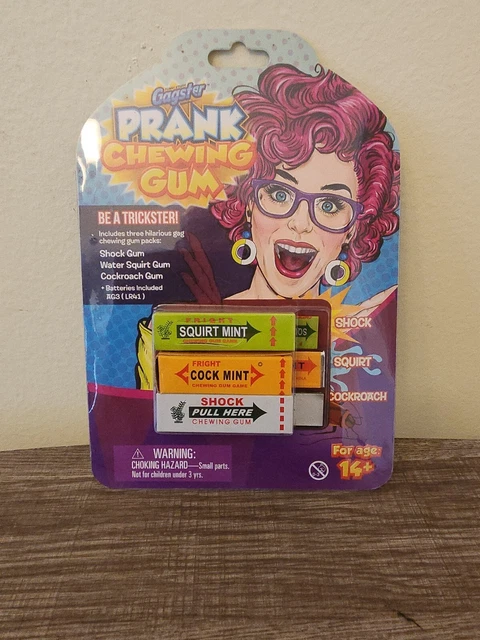 Gagster
PRANK
CHEWING
GUM
BE A TRICKSTER!
Includes three hilarious gag
chewing gum packs:
Shock Gum
Water Squirt Gum
Cockroach Gum
• Batteries Included
AG3 ( LR41 )
FRIGHT
SQUIRT MINT
FRIGHT
COCK MINT
CHEWING GUM GAME
SHOCK
PULL HERE
CHEWING GUM
SHOCK
SQUIRT
COCKROACH
WARNING:
CHOKING HAZARD—Small parts.
Not for children under 3 yrs.
For age:
14+